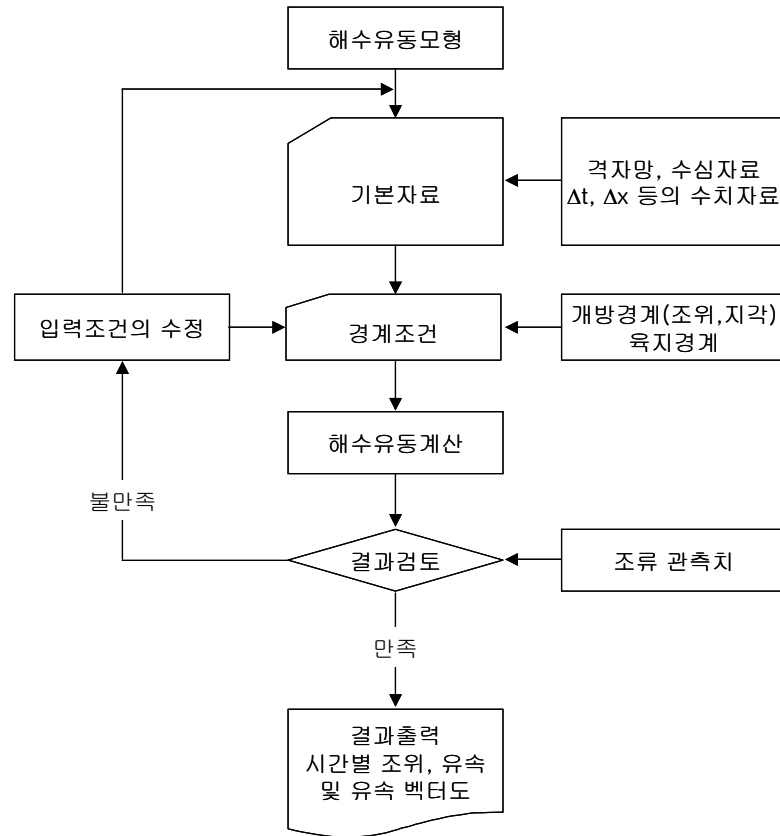 해수유동모형
기본자료
격자망, 수심자료
Δt, Δx 등의 수치자료
입력조건의 수정
경계조건
개방경계(조위,지각)
육지경계
해수유동계산
불만족
결과검토
조류 관측치
만족
결과출력
시간별 조위, 유속
및 유속 벡터도